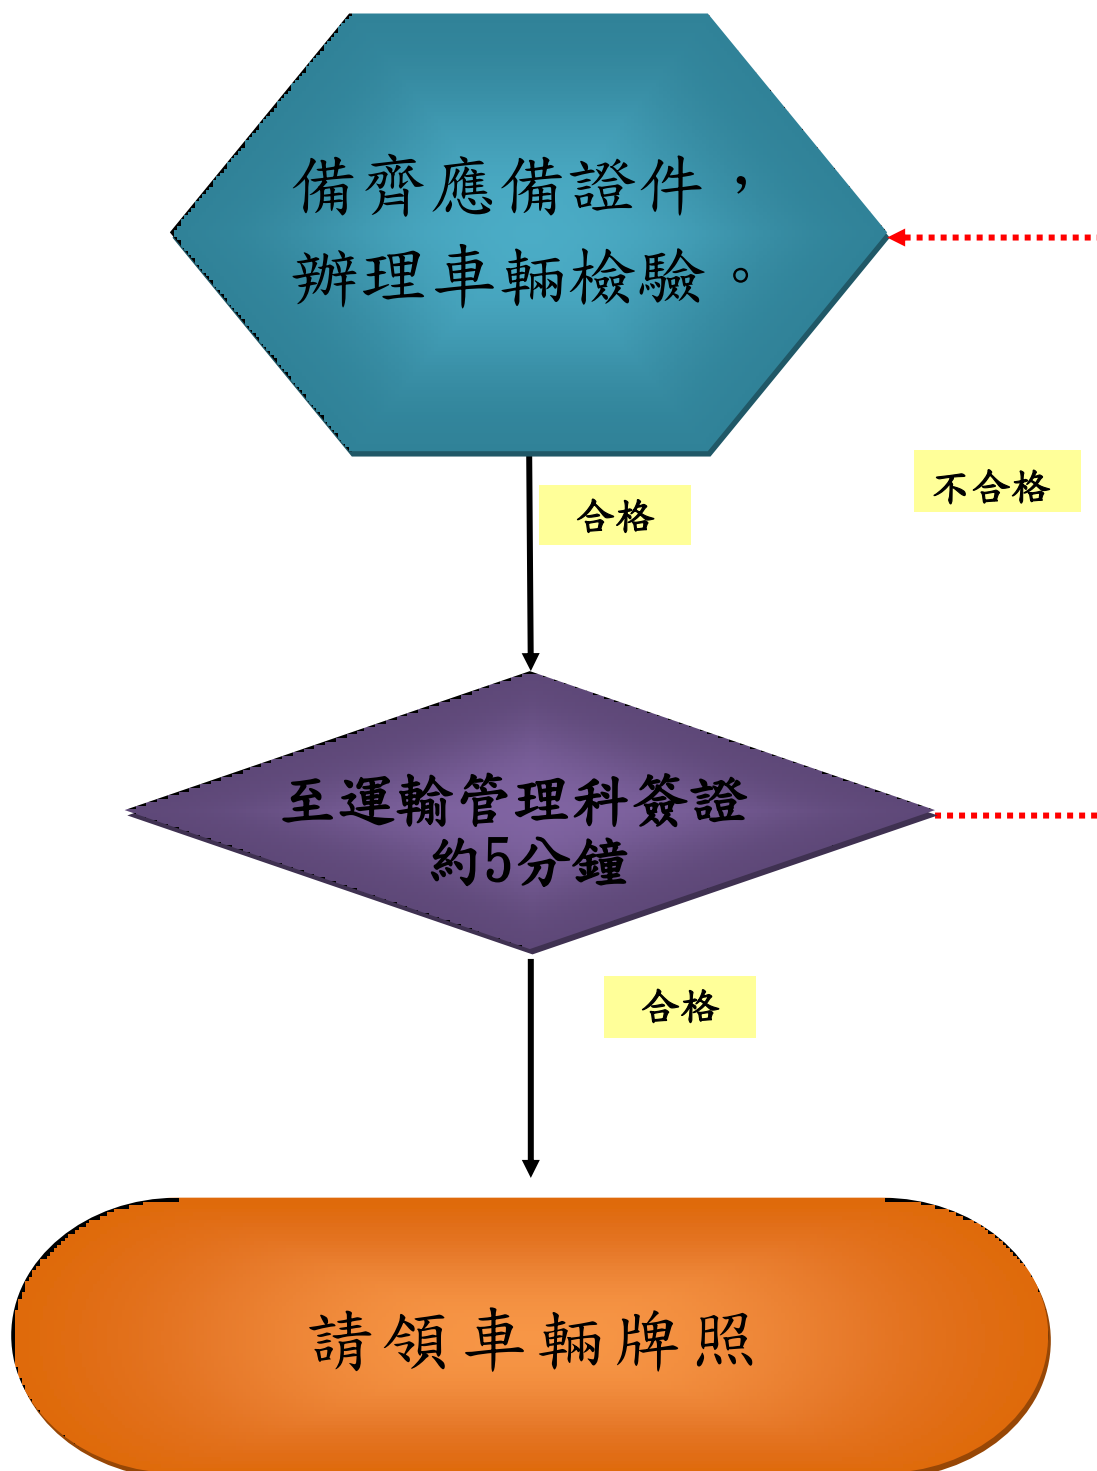 備齊應備證件，
辦理車輛檢驗。
合格
不合格
至運輸管理科簽證
約5分鐘
合格
請領車輛牌照